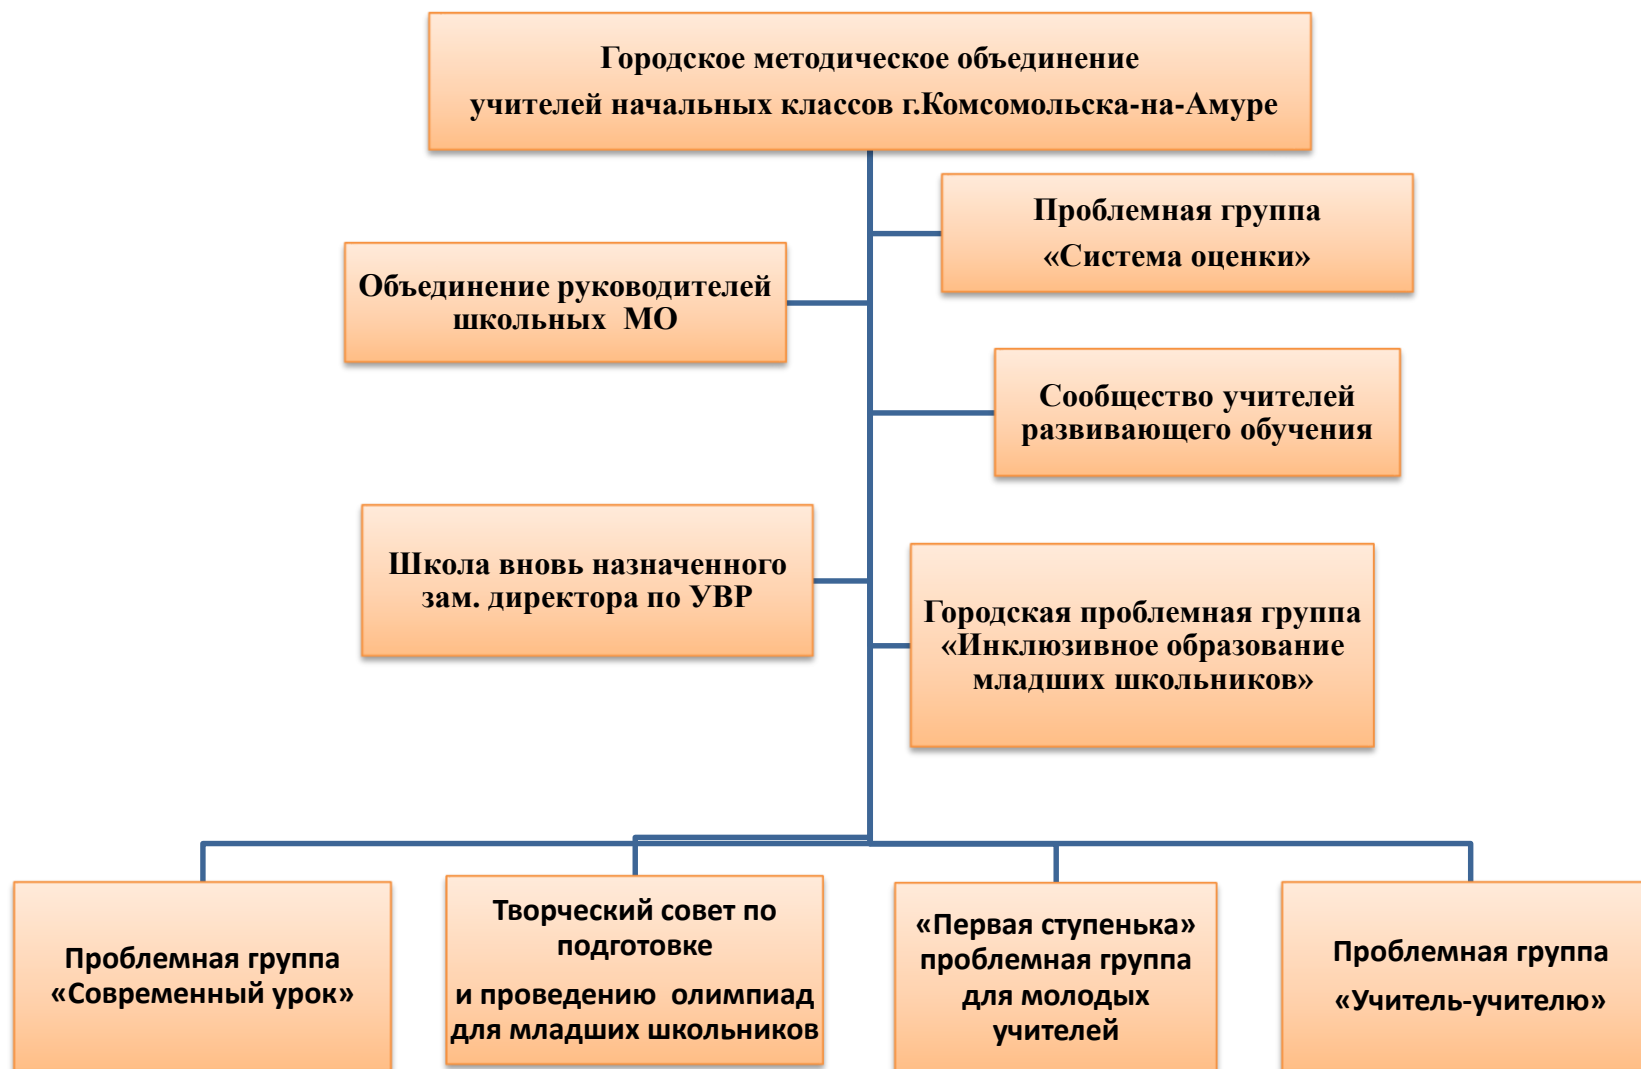 Городское методическое объединение
учителей начальных классов г.Комсомольска-на-Амуре
Проблемная группа
«Система оценки»
Объединение руководителей
школьных МО
Сообщество учителей
развивающего обучения
Школа вновь назначенного
зам. директора по УВР
Городская проблемная группа
«Инклюзивное образование
младших школьников»
Проблемная группа
«Современный урок»
Творческий совет по
подготовке
и проведению олимпиад
для младших школьников
«Первая ступенька»
проблемная группа
для молодых
учителей
Проблемная группа
«Учитель-учителю»